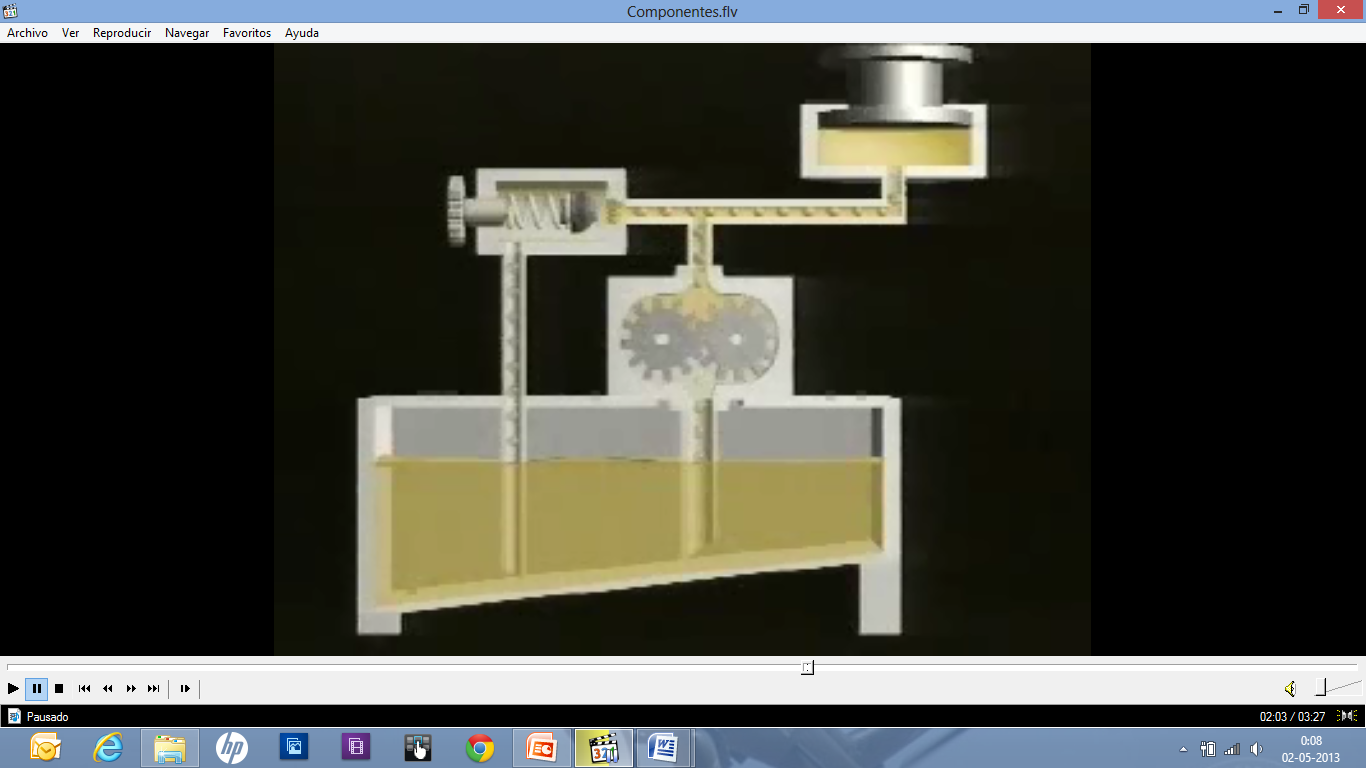 Componentes.flv
Archivo Ver Reproducir Navegar Favoritos Ayuda
Pausado
02:03 / 03:27
0:08
02-05-2013